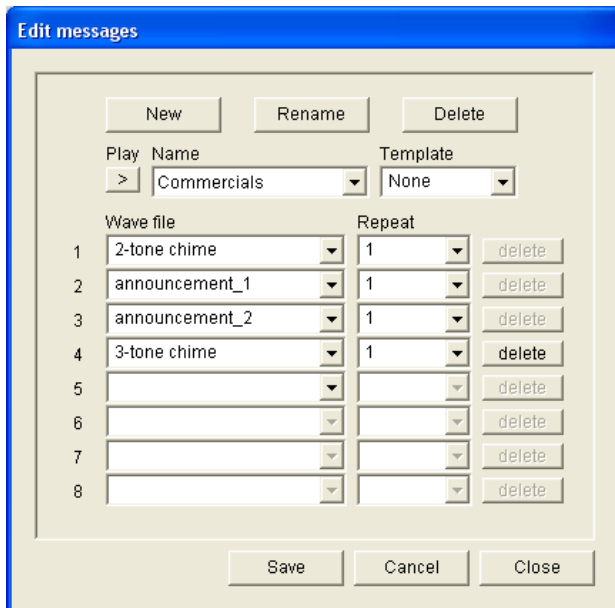 Edit messages
New Rename Delete
Play Name Template
> Commercials None
Wave file Repeat
1 2-tone chime 1 delete
2 announcement_1 1 delete
3 announcement_2 1 delete
4 3-tone chime 1 delete
5 delete
6 delete
7 delete
8 delete
Save Cancel Close